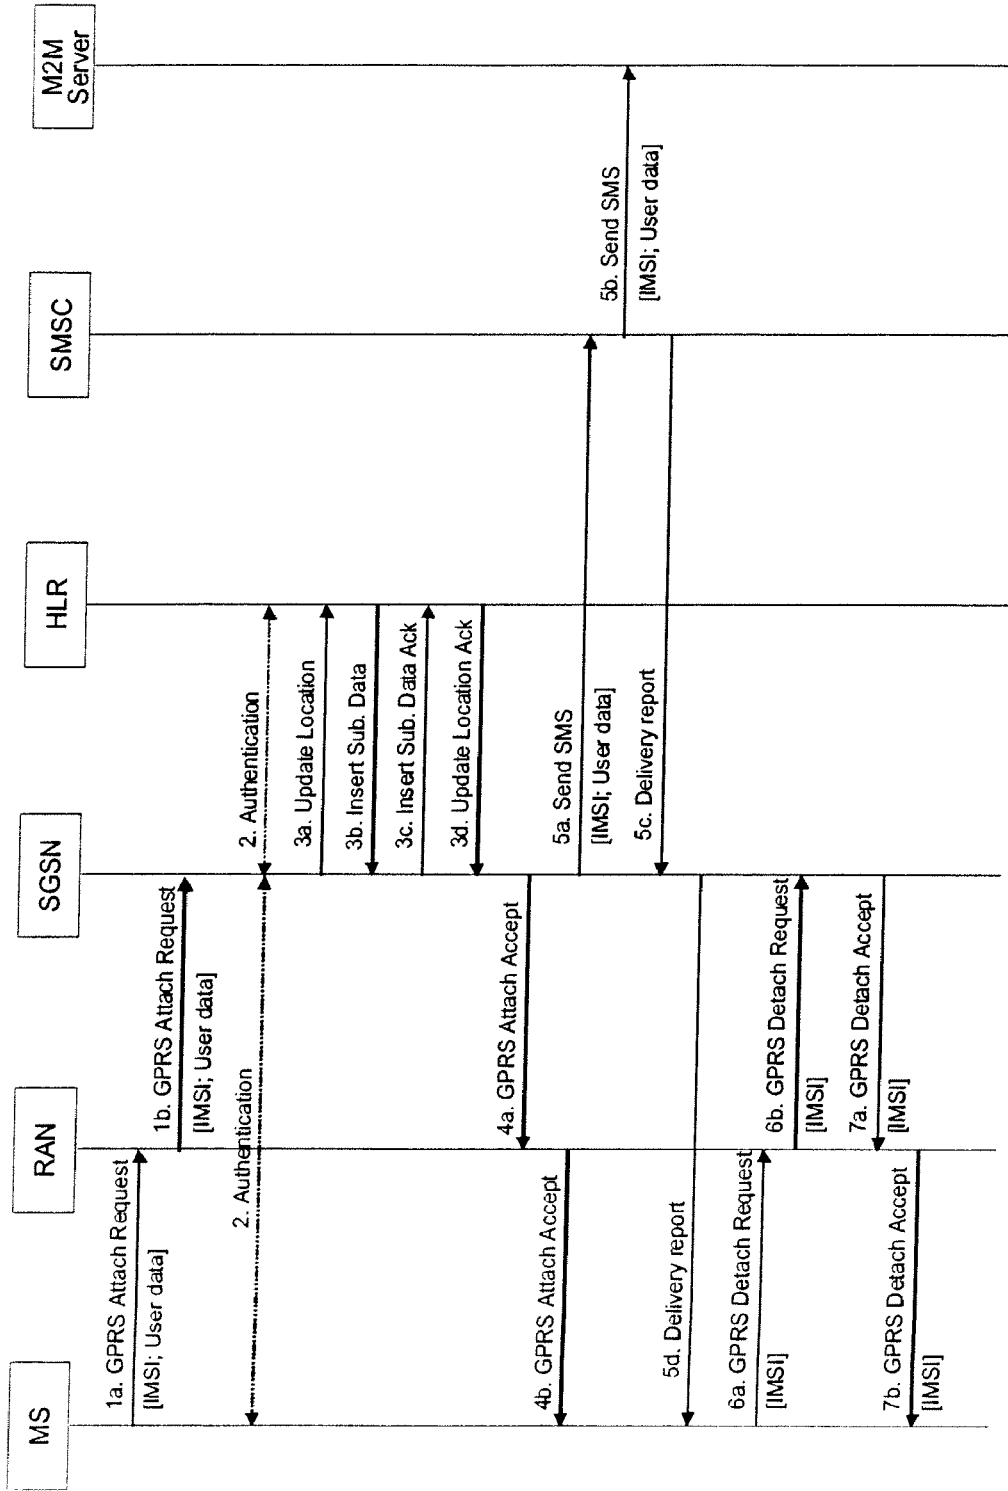 MS
RAN
SGSN
HLR
SMSC
M2M
Server
1a. GPRS Attach Request
[IMSI; User data]
1b. GPRS Attach Request
[IMSI; User data]
2. Authentication
2. Authentication
3a. Update Location
3b. Insert Sub. Data
3c. Insert Sub. Data Ack
3d. Update Location Ack
4a. GPRS Attach Accept
4b. GPRS Attach Accept
5a. Send SMS
[IMSI; User data]
5b. Send SMS
[IMSI; User data]
5c. Delivery report
5d. Delivery report
6a. GPRS Detach Request
[IMSI]
6b. GPRS Detach Request
[IMSI]
7a. GPRS Detach Accept
[IMSI]
7b. GPRS Detach Accept
[IMSI]